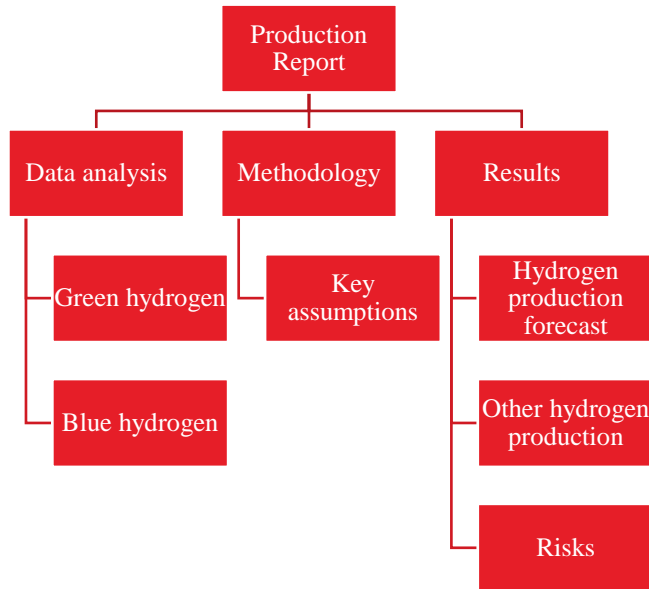 Production
Report
Data analysis
Methodology
Results
Green hydrogen
Key
assumptions
Hydrogen
production
forecast
Blue hydrogen
Other hydrogen
production
Risks